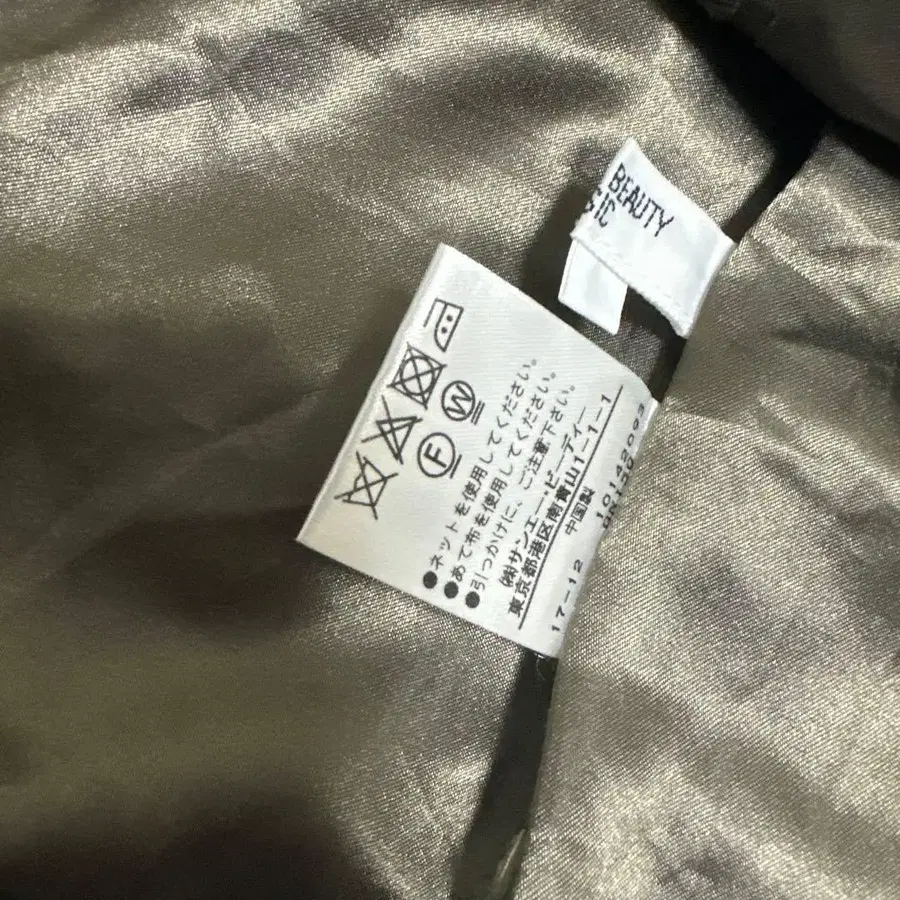 BEAUTY
SIC
F
W
●ネットを使用してください。
●あて布を使用してください。
●引っかけに、ご注意下さい。
㈱サンエー・ビーディー
東京都港区南青山1-1-1
中国製
17-12
10142093